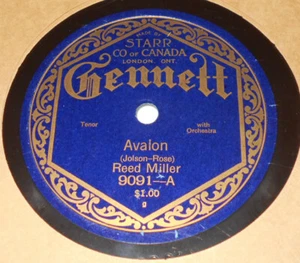 MADE BY
STARR
CO OF CANADA
LONDON. ONT.
Gennett
Tenor
with
Orchestra
Avalon
(Jolson-Rose)
Reed Miller
9091-A
$1.00
g